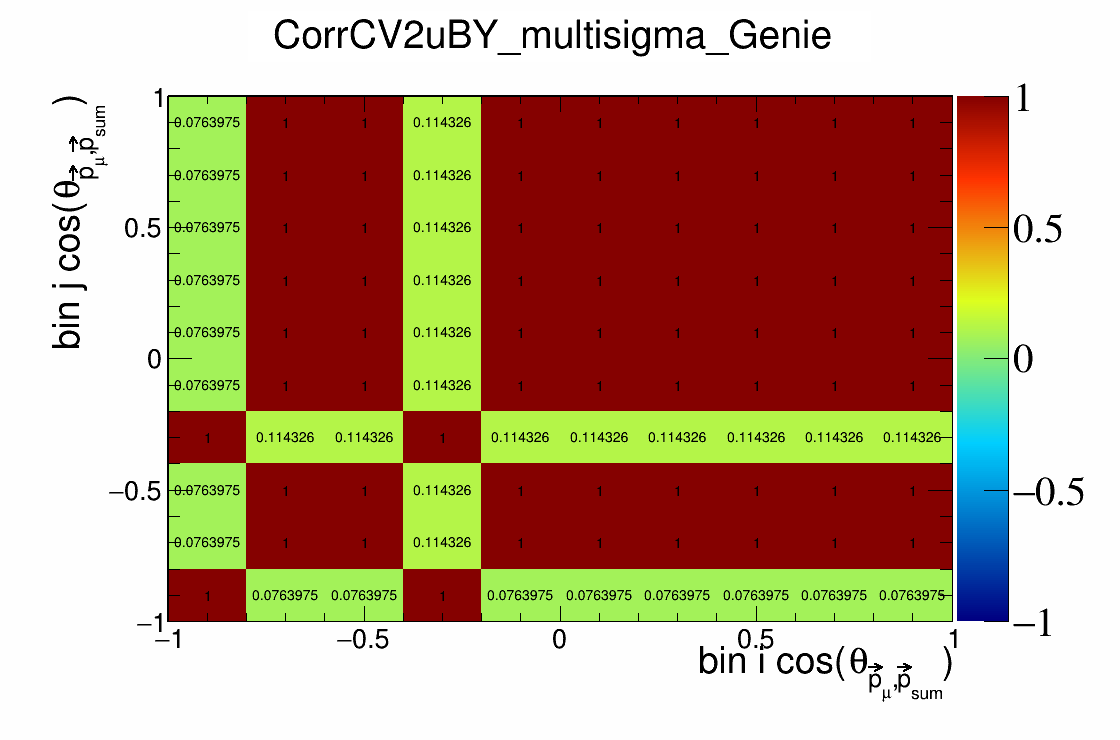 CorrCV2uBY_multisigma_Genie
bin j cos(θ p⃗μ,p⃗sum)
1
0.5
0
−0.5
−1
0.0763975 1 1 0.114326 1 1 1 1 1 1
0.0763975 1 1 0.114326 1 1 1 1 1 1
0.0763975 1 1 0.114326 1 1 1 1 1 1
0.0763975 1 1 0.114326 1 1 1 1 1 1
0.0763975 1 1 0.114326 1 1 1 1 1 1
0.0763975 1 1 0.114326 1 1 1 1 1 1
1 0.114326 0.114326 1 0.114326 0.114326 0.114326 0.114326 0.114326 0.114326
0.0763975 1 1 0.114326 1 1 1 1 1 1
0.0763975 1 1 0.114326 1 1 1 1 1 1
1 0.0763975 0.0763975 1 0.0763975 0.0763975 0.0763975 0.0763975 0.0763975 0.0763975
−1 −0.5 0 0.5 1
bin i cos(θ p⃗μ,p⃗sum)
1
0.5
0
−0.5
−1